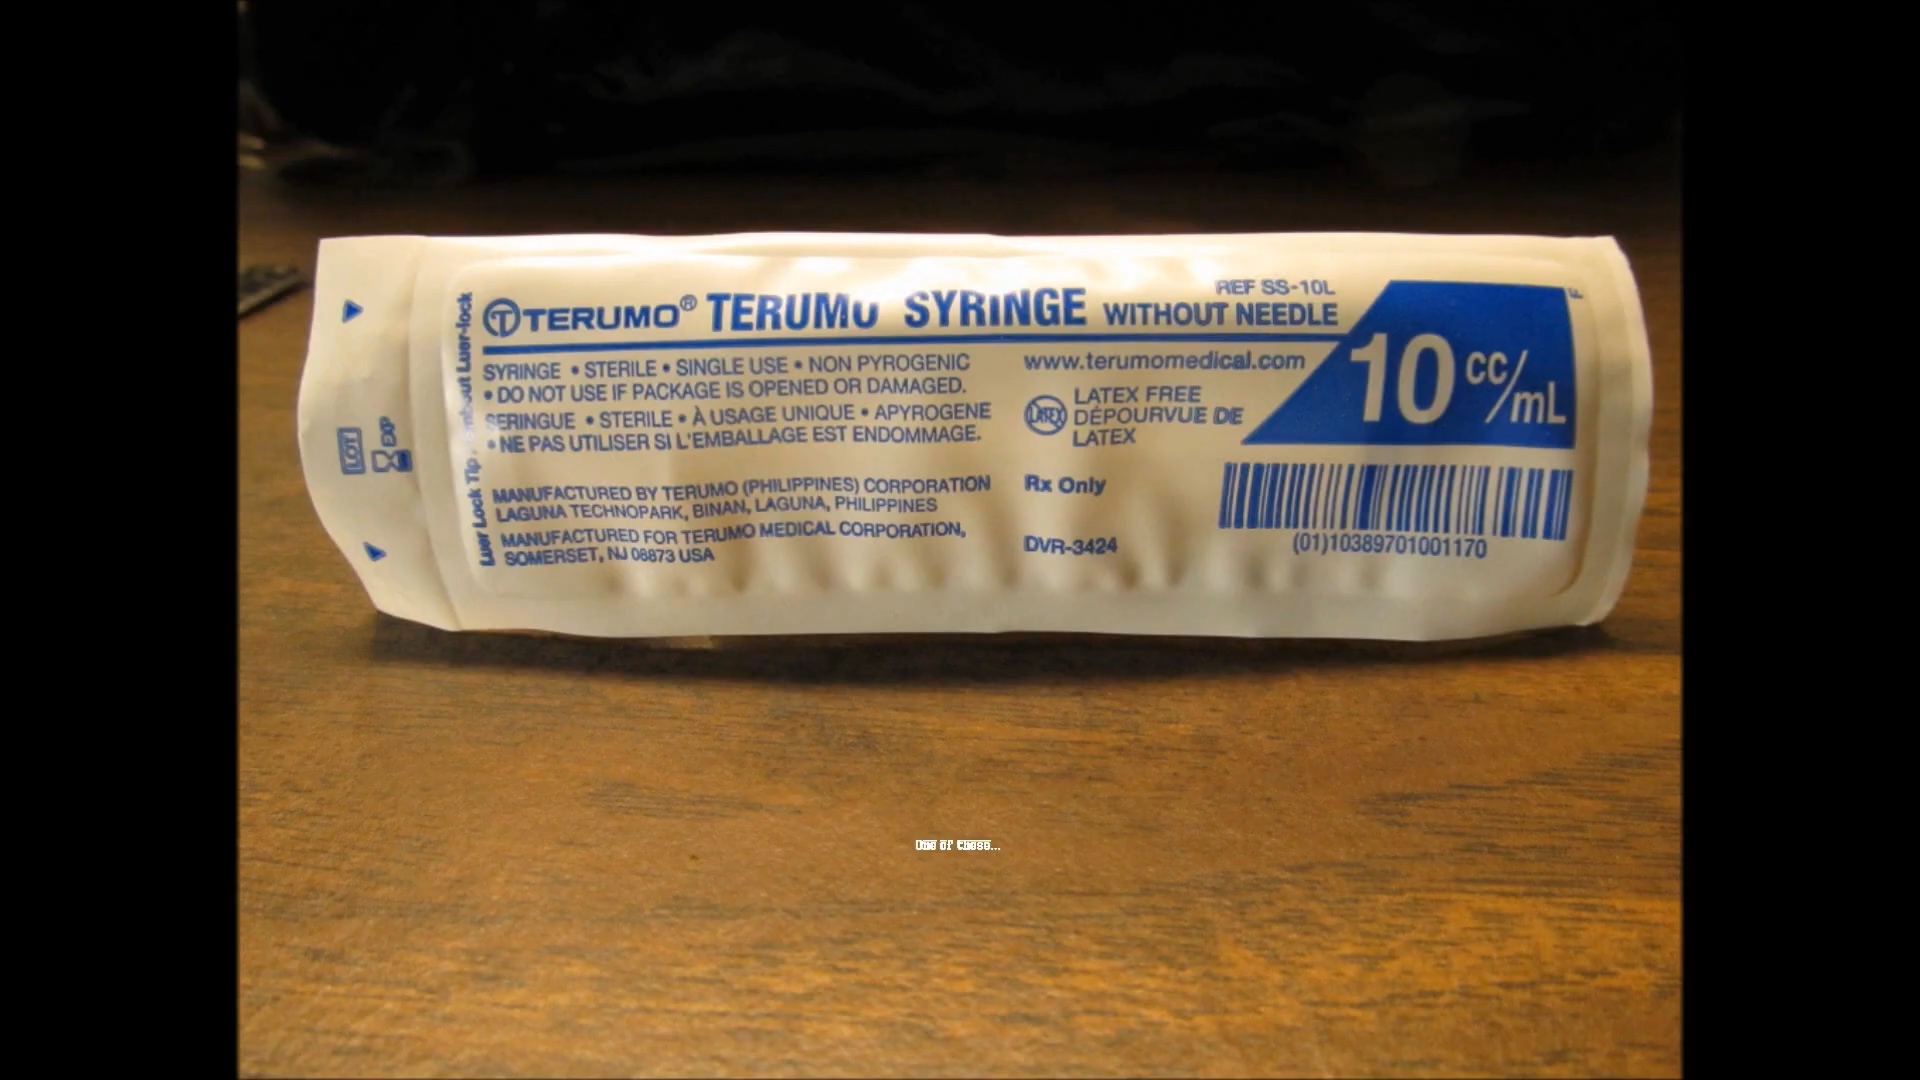 Luer Lock Tip / Embout Luer-lock
LOT
EXP
TERUMO® TERUMO SYRINGE WITHOUT NEEDLE
REF SS-10L
F
10 cc/mL
SYRINGE • STERILE • SINGLE USE • NON PYROGENIC
• DO NOT USE IF PACKAGE IS OPENED OR DAMAGED.
SERINGUE • STERILE • À USAGE UNIQUE • APYROGENE
• NE PAS UTILISER SI L'EMBALLAGE EST ENDOMMAGE.
MANUFACTURED BY TERUMO (PHILIPPINES) CORPORATION
LAGUNA TECHNOPARK, BINAN, LAGUNA, PHILIPPINES
MANUFACTURED FOR TERUMO MEDICAL CORPORATION,
SOMERSET, NJ 08873 USA
www.terumomedical.com
LATEX
LATEX FREE
DÉPOURVUE DE
LATEX
Rx Only
DVR-3424
(01)10389701001170
One of these...